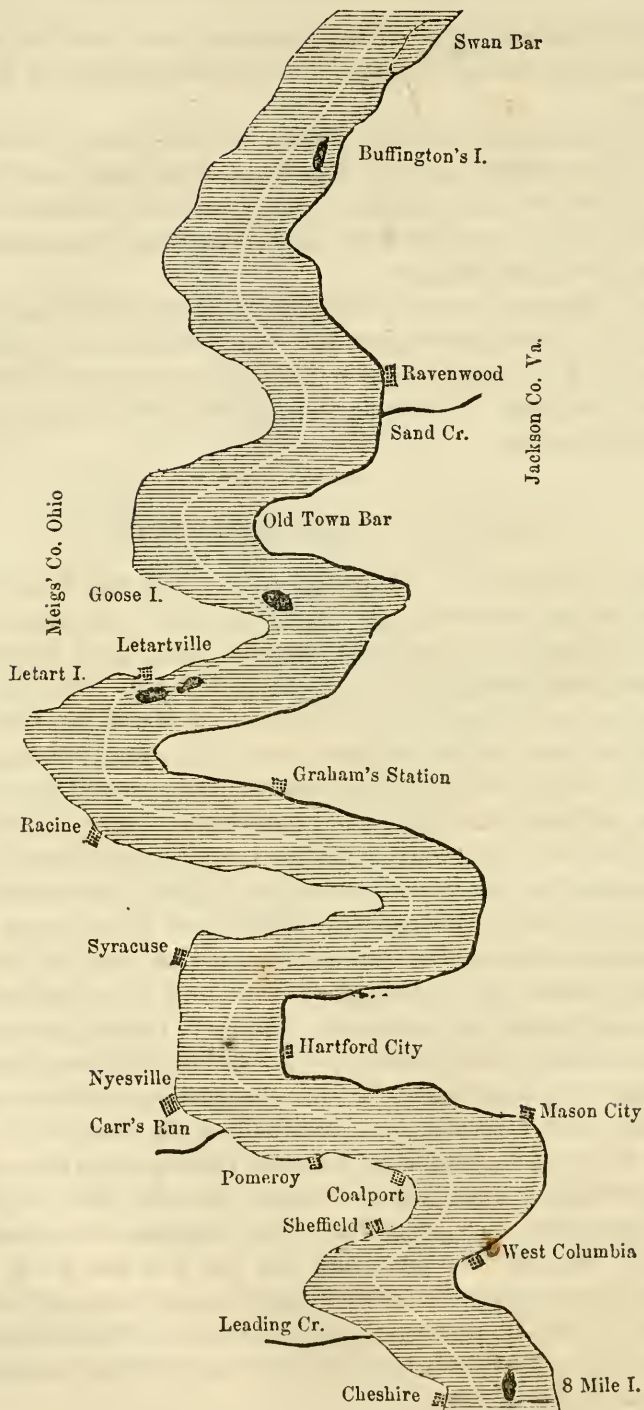 Swan Bar
Buffington's I.
Ravenwood
Jackson Co. Va.
Sand Cr.
Old Town Bar
Meigs' Co. Ohio
Goose I.
Letartville
Letart I.
Graham's Station
Racine
Syracuse
Hartford City
Nyesville
Mason City
Carr's Run
Pomeroy
Coalport
Sheffield
West Columbia
Leading Cr.
8 Mile I.
Cheshire